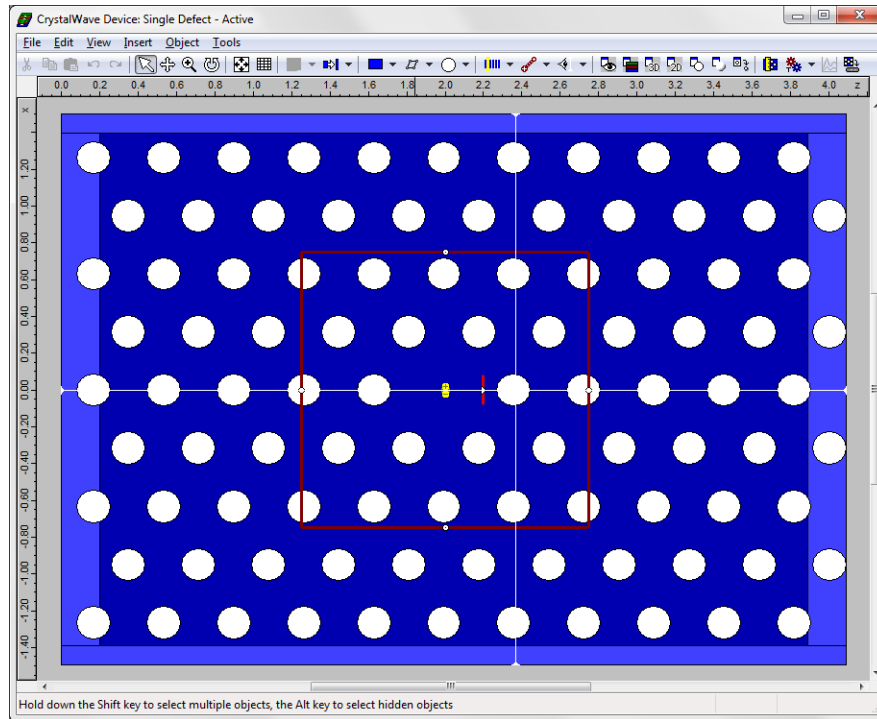 CrystalWave Device: Single Defect - Active
File Edit View Insert Object Tools
3D 2D
0.0 0.2 0.4 0.6 0.8 1.0 1.2 1.4 1.6 1.8 2.0 2.2 2.4 2.6 2.8 3.0 3.2 3.4 3.6 3.8 4.0 z
x
1.20
1.00
0.80
0.60
0.40
0.20
0.00
-0.20
-0.40
-0.60
-0.80
-1.00
-1.20
-1.40
Hold down the Shift key to select multiple objects, the Alt key to select hidden objects